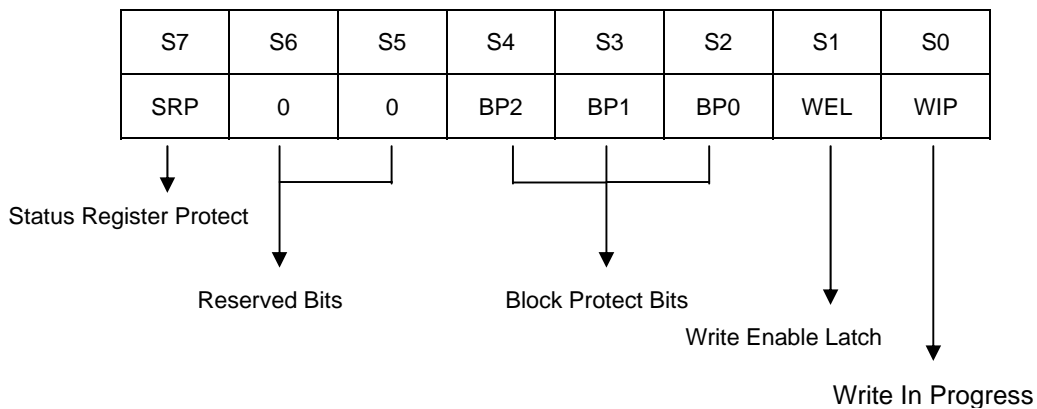 S7 S6 S5 S4 S3 S2 S1 S0
SRP 0 0 BP2 BP1 BP0 WEL WIP
Status Register Protect
Reserved Bits
Block Protect Bits
Write Enable Latch
Write In Progress